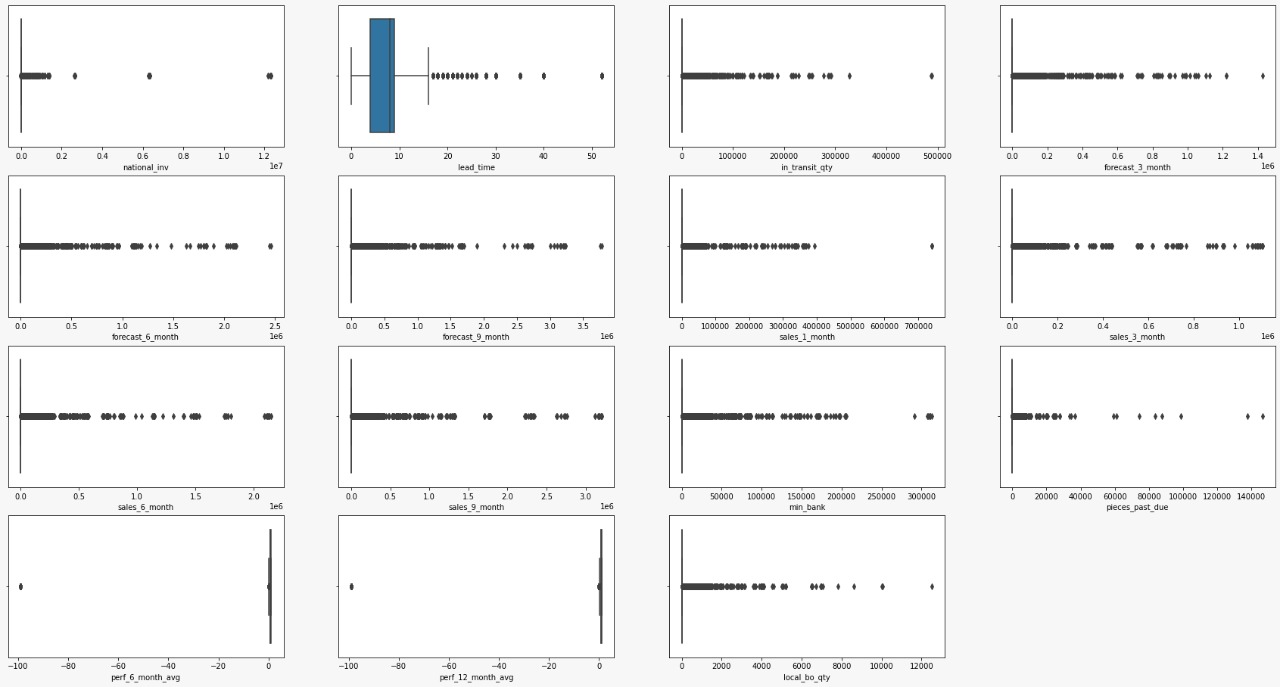 0.0 0.2 0.4 0.6 0.8 1.0 1.2
national_inv 1e7
0 10 20 30 40 50
lead_time
0 100000 200000 300000 400000 500000
in_transit_qty
0.0 0.2 0.4 0.6 0.8 1.0 1.2 1.4
forecast_3_month 1e6
0.0 0.5 1.0 1.5 2.0 2.5
forecast_6_month 1e6
0.0 0.5 1.0 1.5 2.0 2.5 3.0 3.5
forecast_9_month 1e6
0 100000 200000 300000 400000 500000 600000 700000
sales_1_month
0.0 0.2 0.4 0.6 0.8 1.0
sales_3_month 1e6
0.0 0.5 1.0 1.5 2.0
sales_6_month 1e6
0.0 0.5 1.0 1.5 2.0 2.5 3.0
sales_9_month 1e6
0 50000 100000 150000 200000 250000 300000
min_bank
0 20000 40000 60000 80000 100000 120000 140000
pieces_past_due
−100 −80 −60 −40 −20 0
perf_6_month_avg
−100 −80 −60 −40 −20 0
perf_12_month_avg
0 2000 4000 6000 8000 10000 12000
local_bo_qty